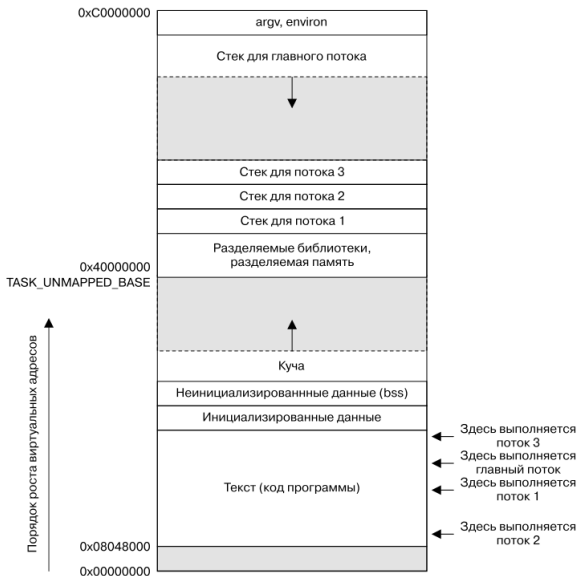 0xC0000000
argv, environ
Стек для главного потока
Стек для потока 3
Стек для потока 2
Стек для потока 1
Разделяемые библиотеки,
разделяемая память
0x40000000
TASK_UNMAPPED_BASE
Порядок роста виртуальных адресов
Куча
Неинициализированнные данные (bss)
Инициализированные данные
Текст (код программы)
Здесь выполняется
поток 3
Здесь выполняется
главный поток
Здесь выполняется
поток 1
Здесь выполняется
поток 2
0x08048000
0x00000000